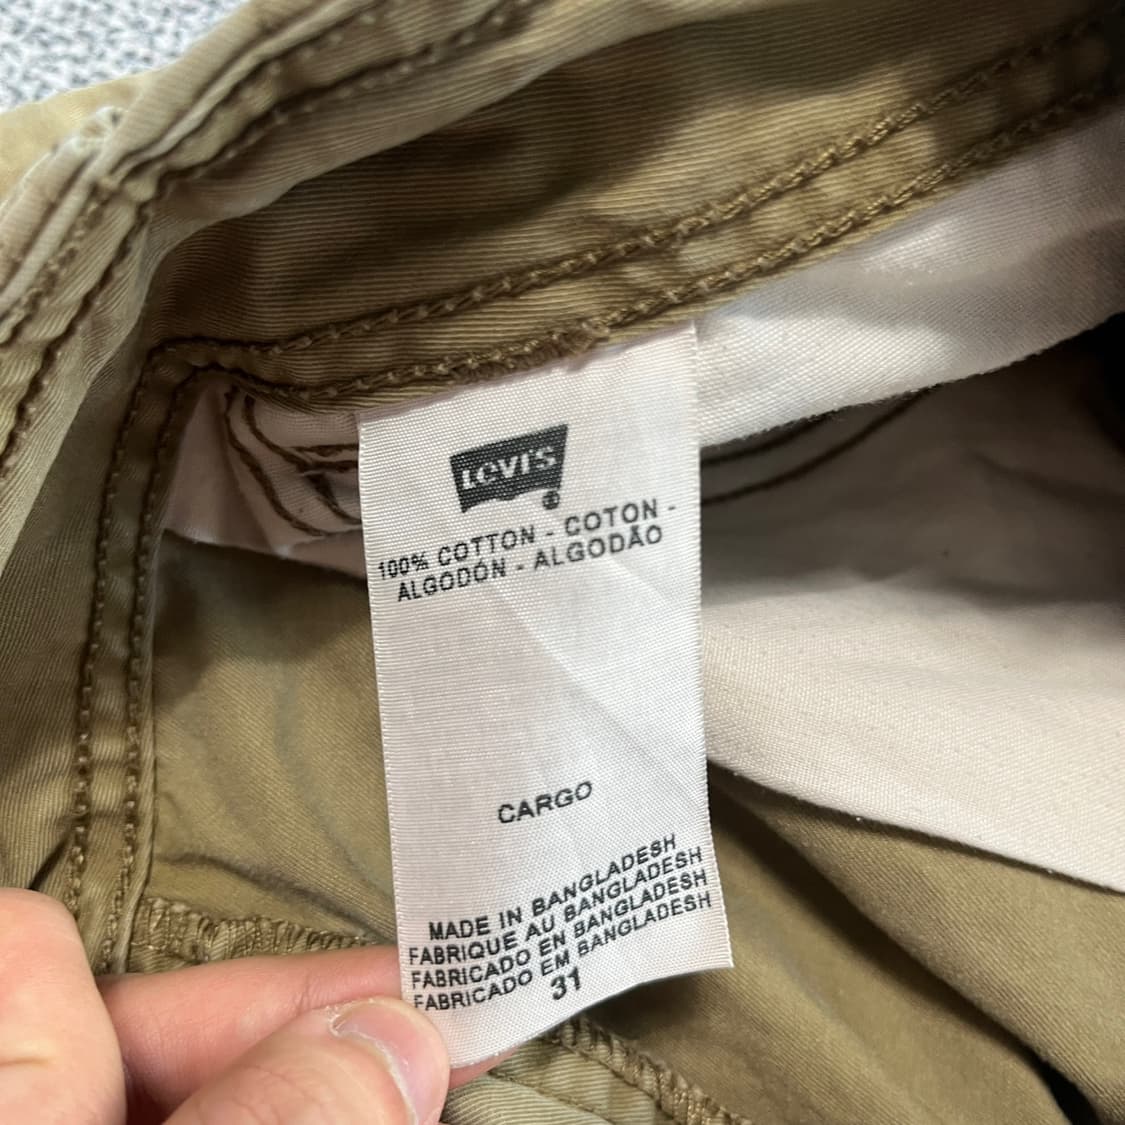 LEVI'S
100% COTTON - COTON -
ALGODÓN - ALGODÃO
CARGO
MADE IN BANGLADESH
FABRIQUE AU BANGLADESH
FABRICADO EN BANGLADESH
FABRICADO EM BANGLADESH
31